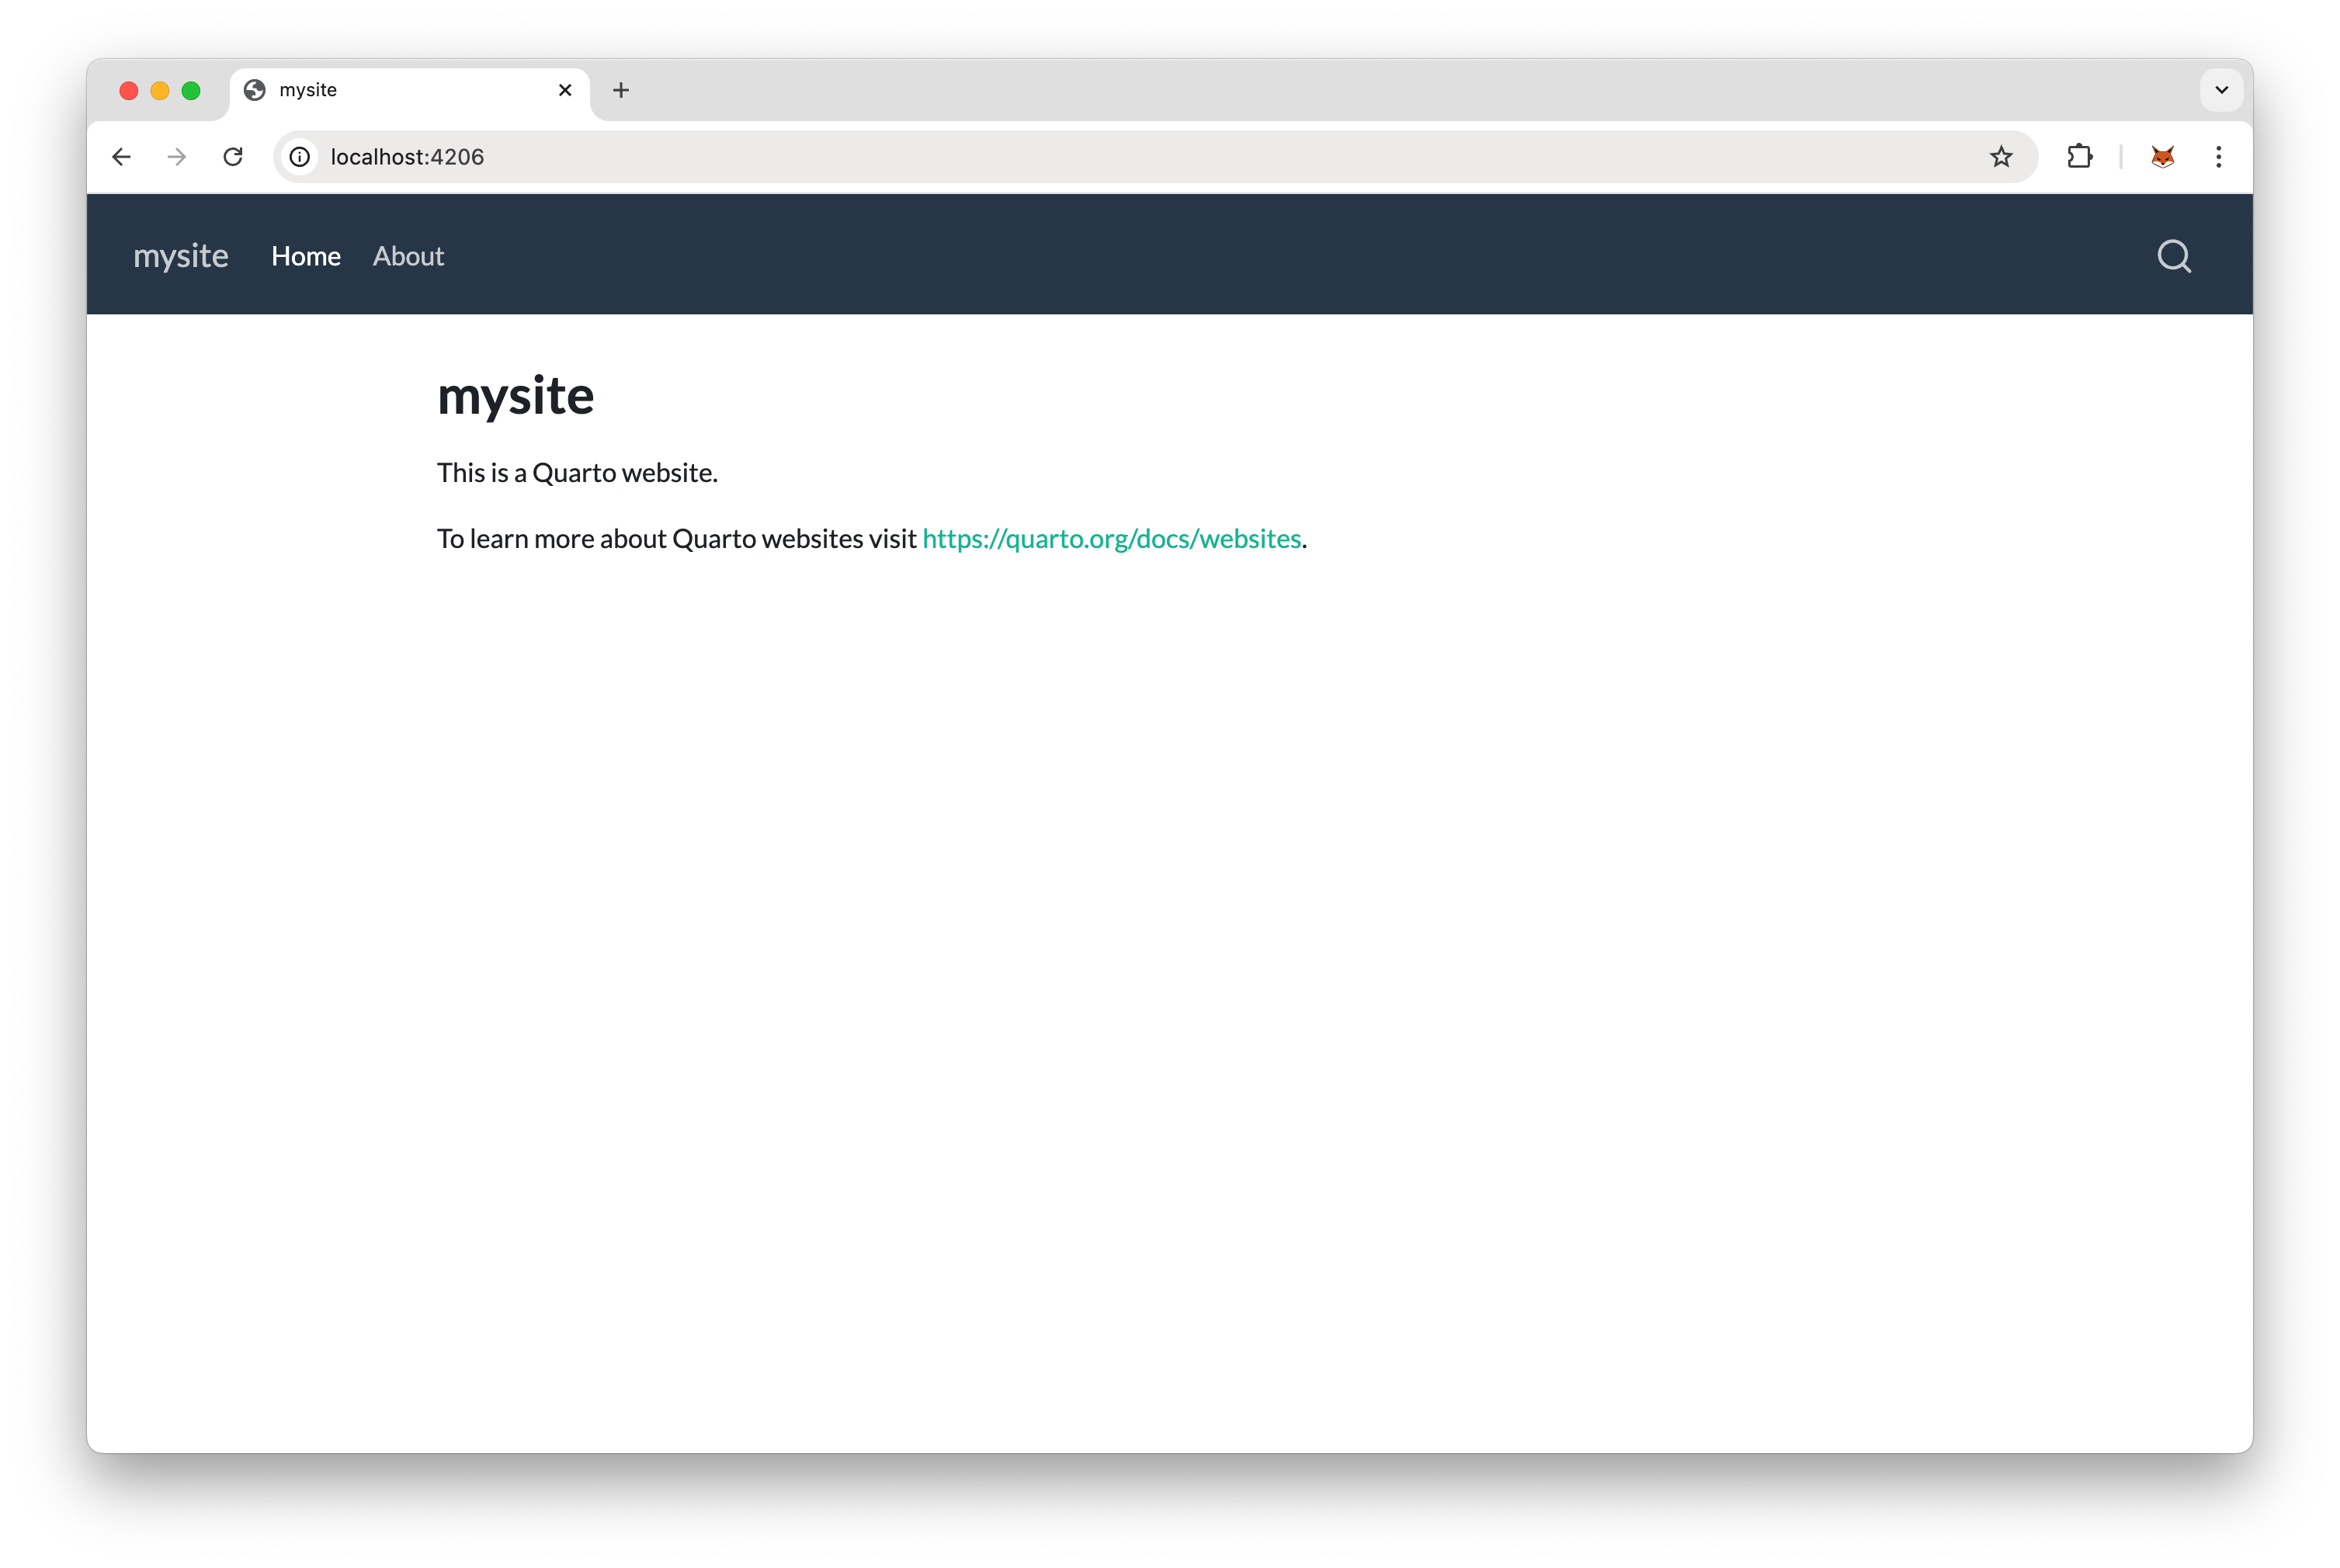 mysite
localhost:4206
mysite Home About
mysite
This is a Quarto website.
To learn more about Quarto websites visit https://quarto.org/docs/websites.